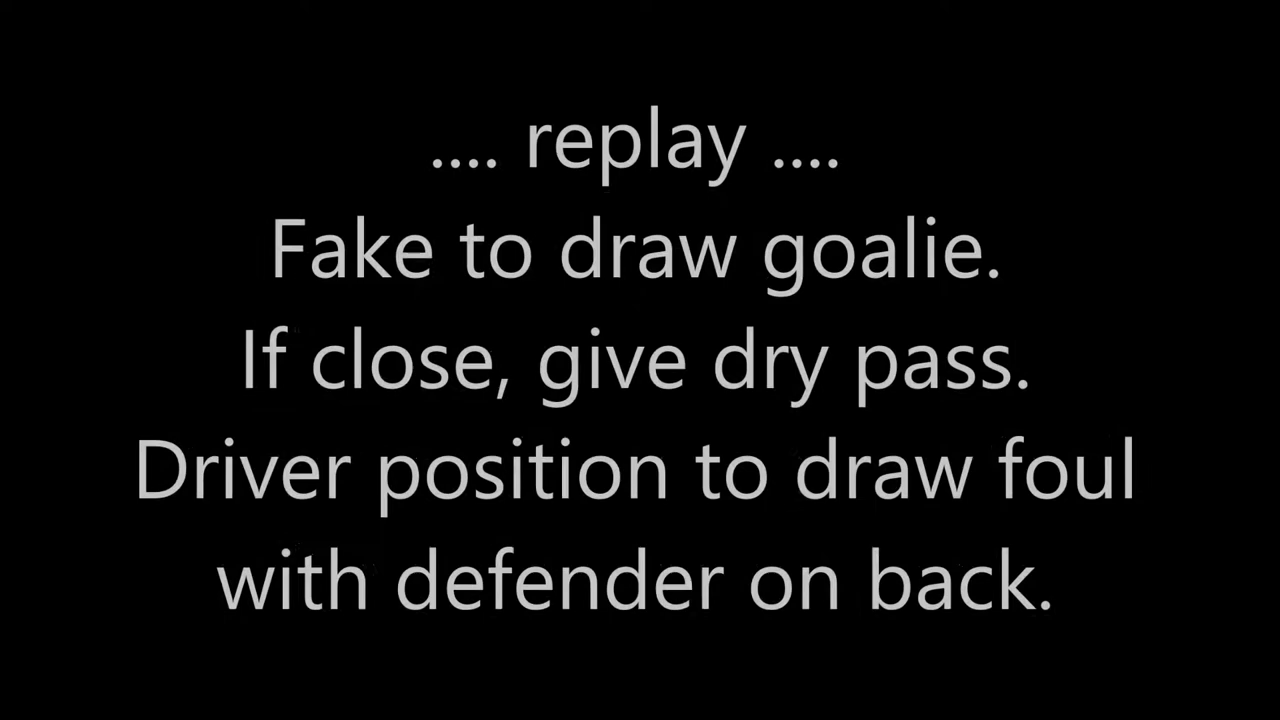 .... replay ....
Fake to draw goalie.
If close, give dry pass.
Driver position to draw foul
with defender on back.